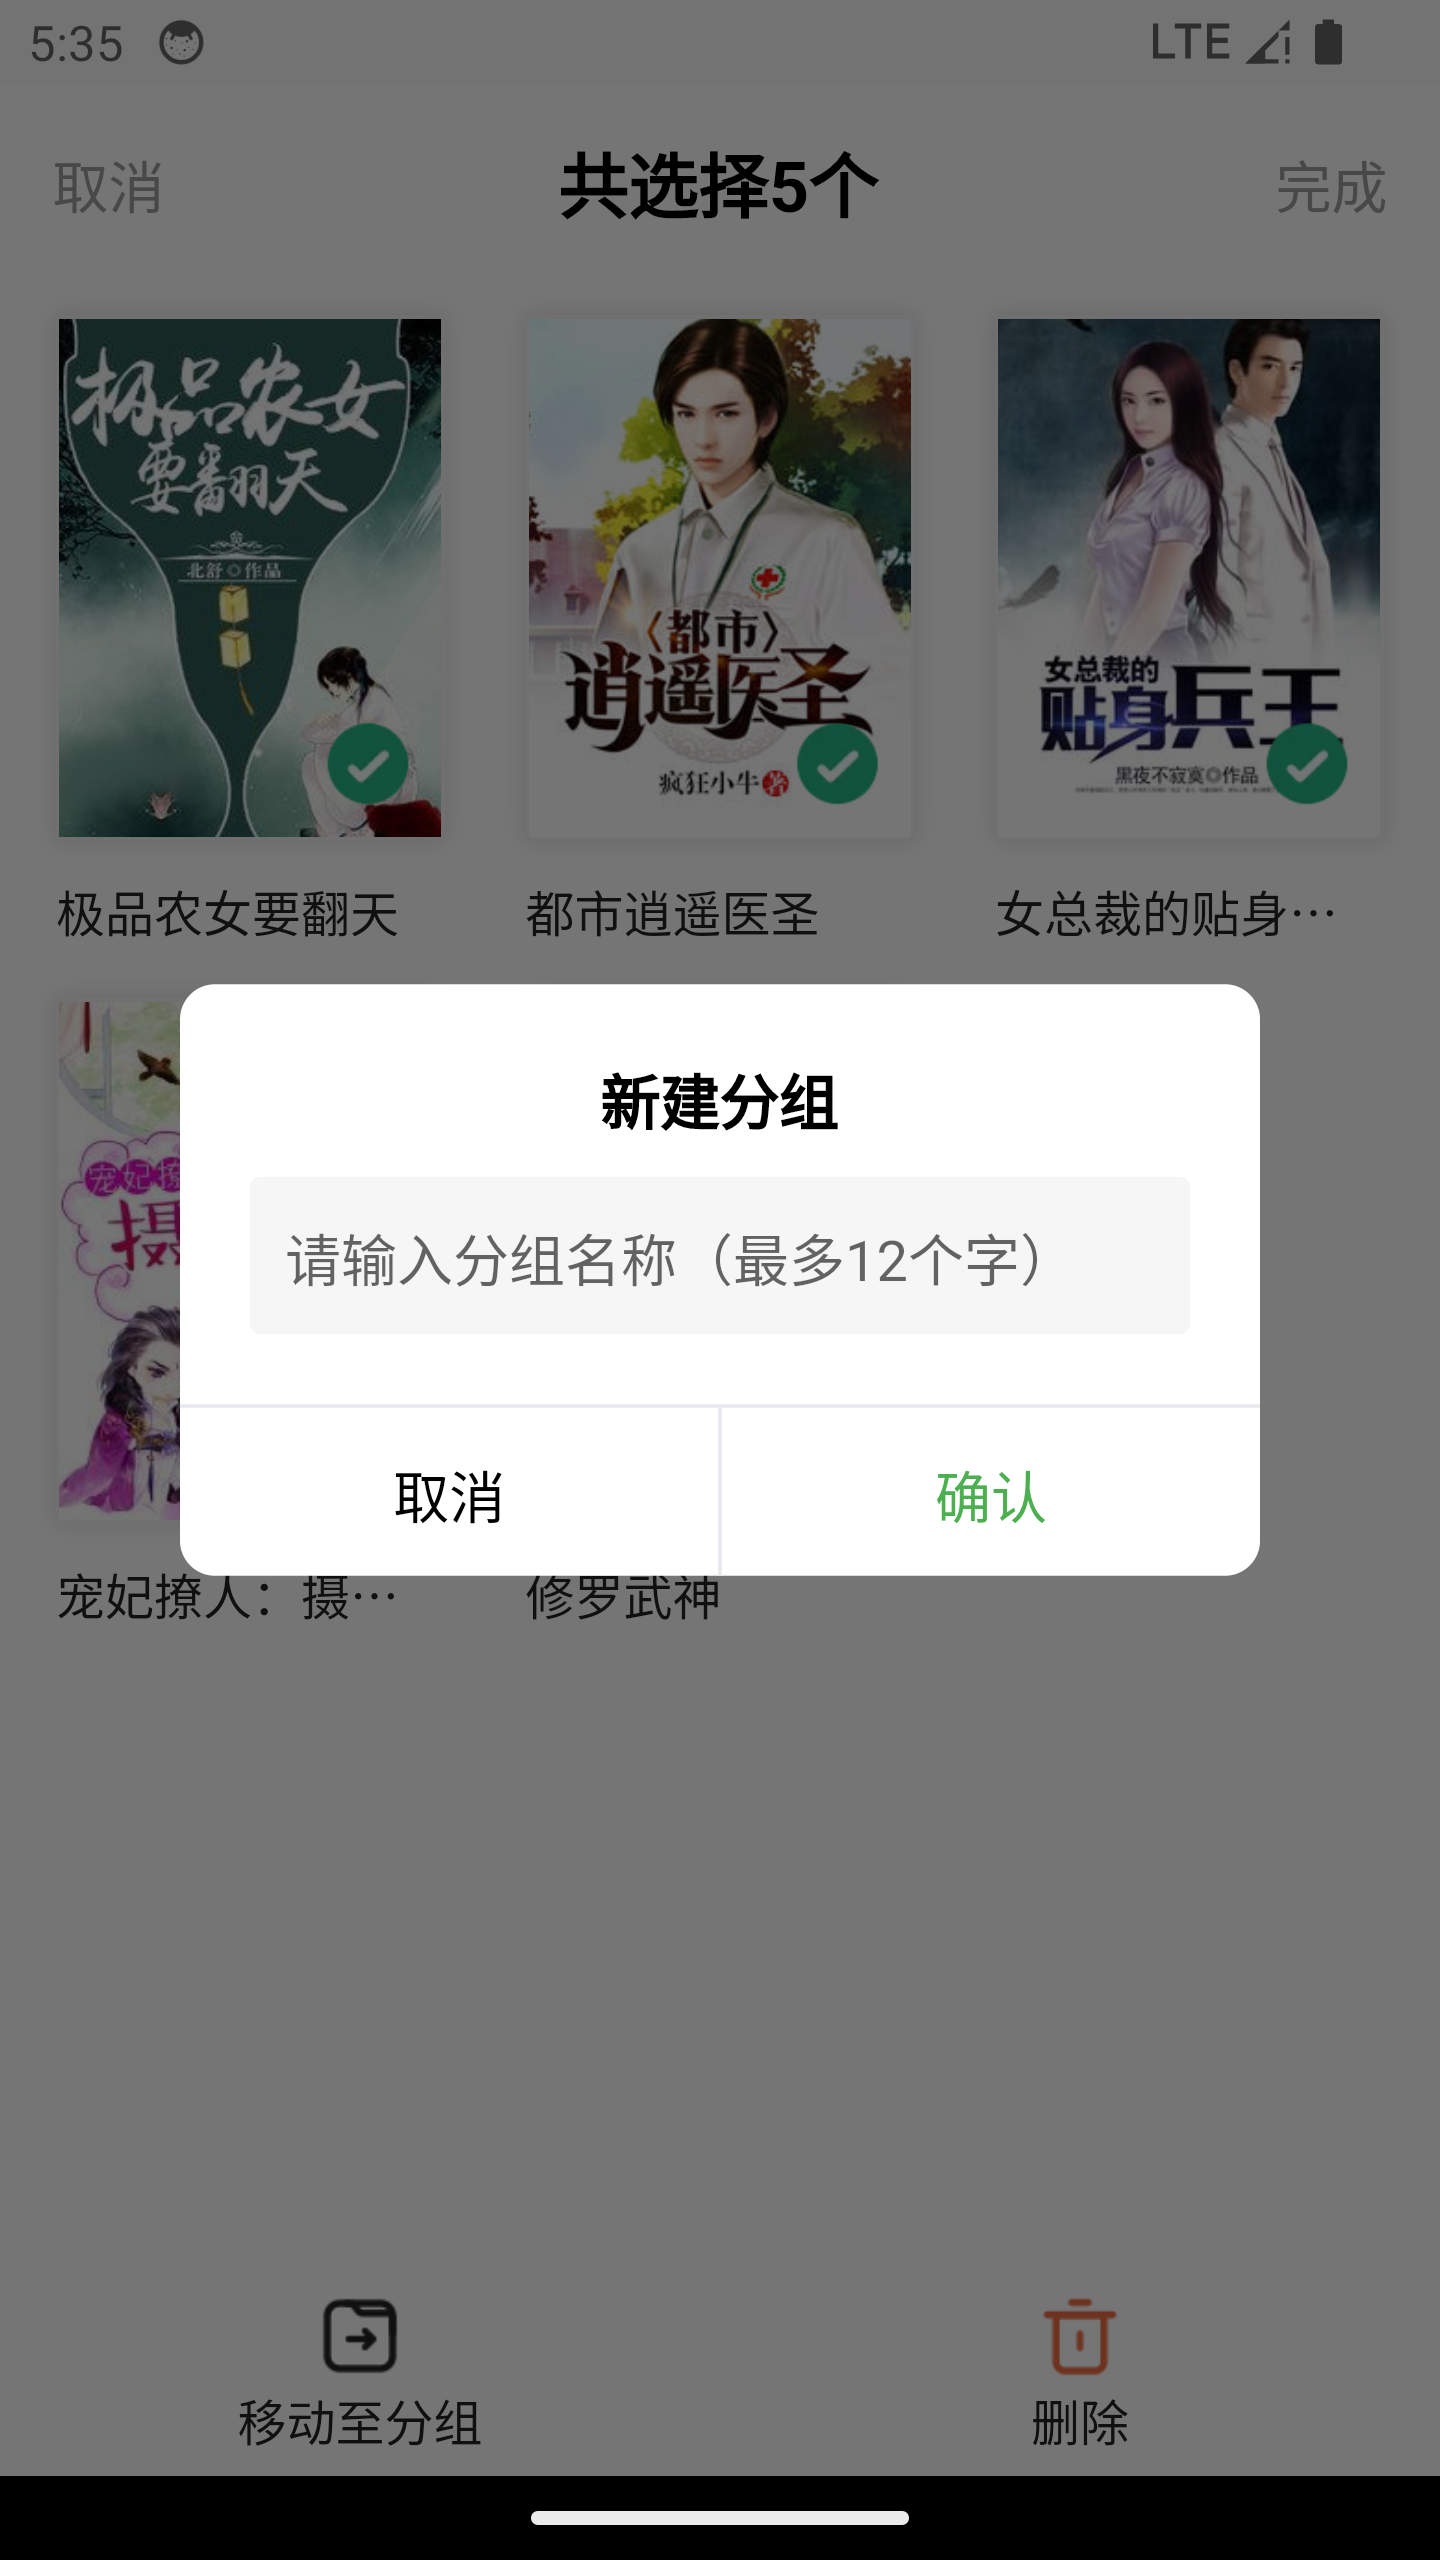 5:35
LTE
取消
共选择5个
完成
极品农女
要翻天
北舒◎作品
〈都市〉
逍遥医圣
疯狂小牛 著
女总裁的
贴身兵王
黑夜不寂寞◎作品
极品农女要翻天
都市逍遥医圣
女总裁的贴身…
宠妃撩
摄
新建分组
请输入分组名称（最多12个字）
取消
确认
宠妃撩人：摄…
修罗武神
移动至分组
删除